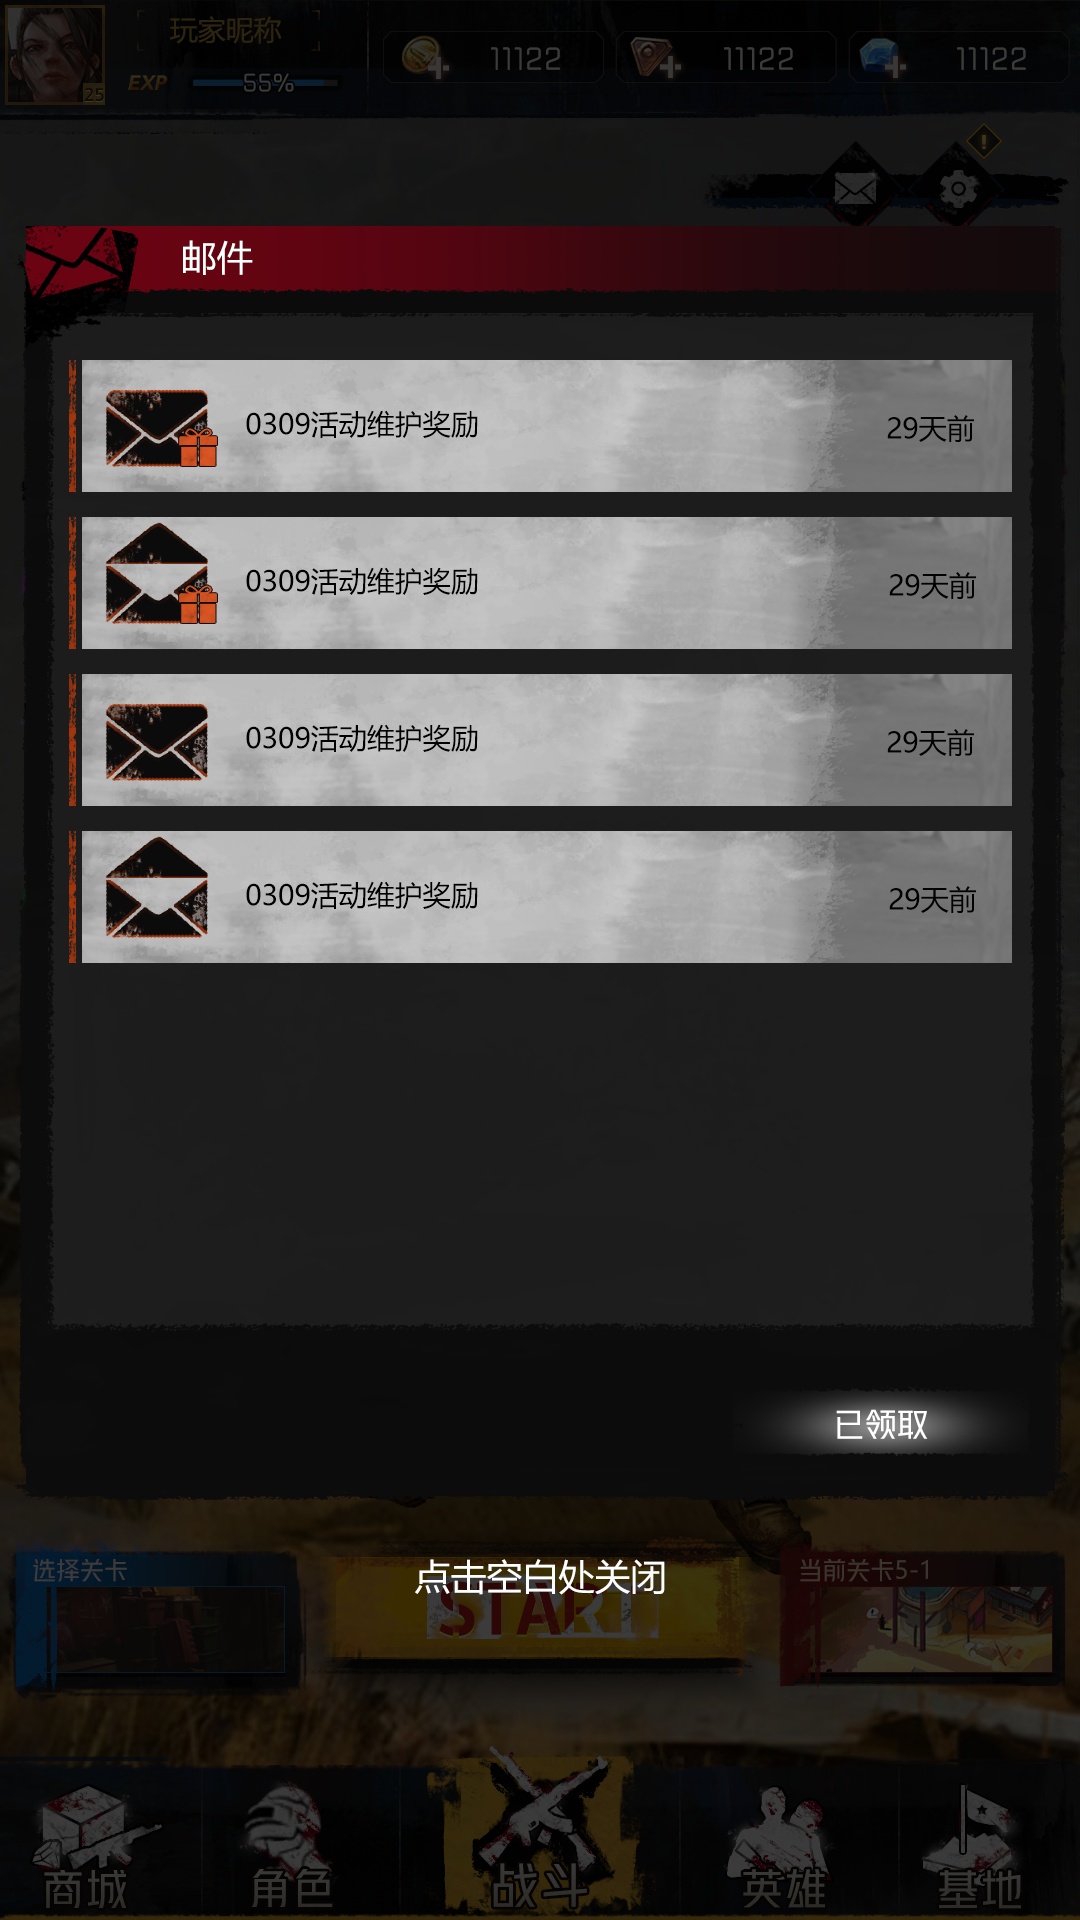 玩家昵称
EXP 55%
25
11122
11122
11122
邮件
0309活动维护奖励
29天前
0309活动维护奖励
29天前
0309活动维护奖励
29天前
0309活动维护奖励
29天前
已领取
选择关卡
点击空白处关闭
START
当前关卡5-1
商城
角色
战斗
英雄
基地